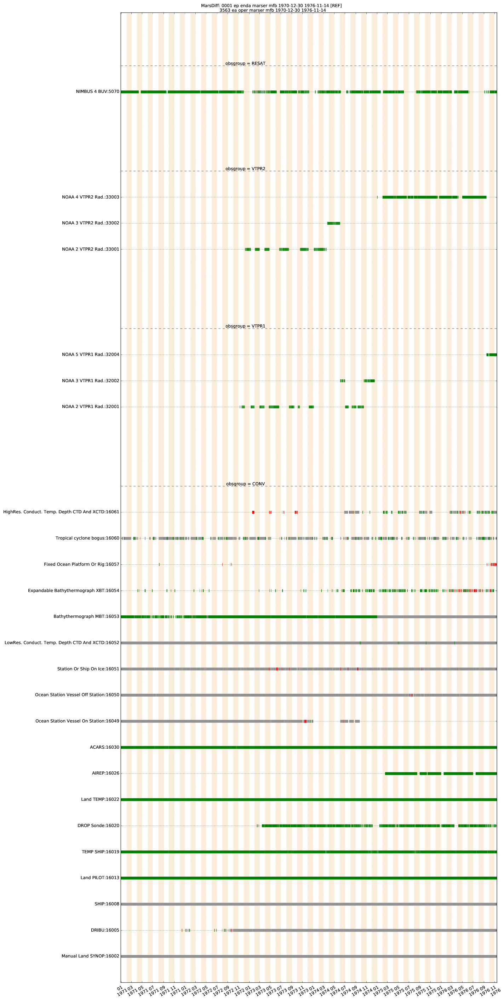 MarsDiff: 0001 ep enda marser mfb 1970-12-30 1976-11-14 [REF]
3563 ea oper marser mfb 1970-12-30 1976-11-14
obsgroup = RESAT
NIMBUS 4 BUV:5070
obsgroup = VTPR2
NOAA 4 VTPR2 Rad.:33003
NOAA 3 VTPR2 Rad.:33002
NOAA 2 VTPR2 Rad.:33001
obsgroup = VTPR1
NOAA 5 VTPR1 Rad.:32004
NOAA 3 VTPR1 Rad.:32002
NOAA 2 VTPR1 Rad.:32001
obsgroup = CONV
HighRes. Conduct. Temp. Depth CTD And XCTD:16061
Tropical cyclone bogus:16060
Fixed Ocean Platform Or Rig:16057
Expandable Bathythermograph XBT:16054
Bathythermograph MBT:16053
LowRes. Conduct. Temp. Depth CTD And XCTD:16052
Station Or Ship On Ice:16051
Ocean Station Vessel Off Station:16050
Ocean Station Vessel On Station:16049
ACARS:16030
AIREP:16026
Land TEMP:16022
DROP Sonde:16020
TEMP SHIP:16019
Land PILOT:16013
SHIP:16008
DRIBU:16005
Manual Land SYNOP:16002
01
1971
03
1971
05
1971
07
1971
09
1971
11
1971
01
1972
03
1972
05
1972
07
1972
09
1972
11
1972
01
1973
03
1973
05
1973
07
1973
09
1973
11
1973
01
1974
03
1974
05
1974
07
1974
09
1974
11
1974
01
1975
03
1975
05
1975
07
1975
09
1975
11
1975
01
1976
03
1976
05
1976
07
1976
09
1976
11
1976